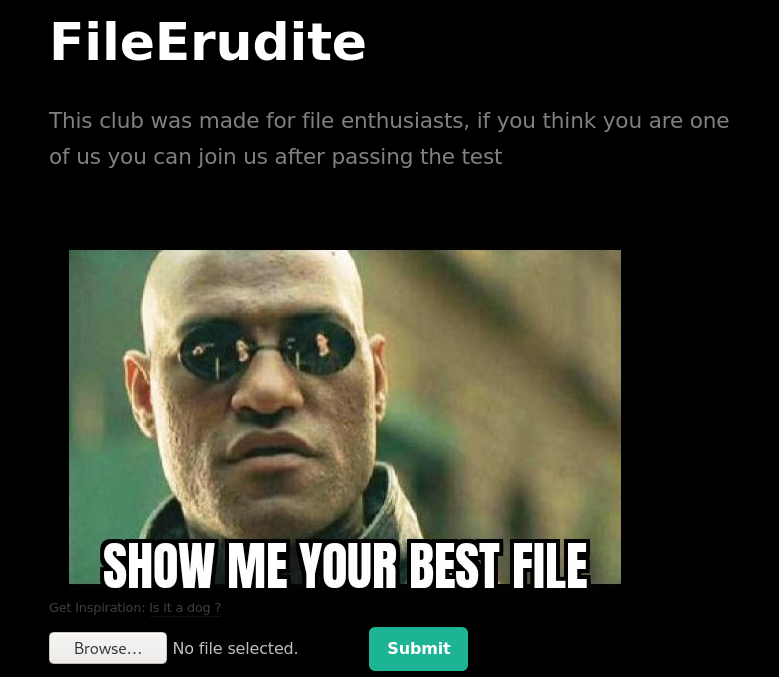 FileErudite
This club was made for file enthusiasts, if you think you are one
of us you can join us after passing the test
SHOW ME YOUR BEST FILE
Get Inspiration: Is it a dog ?
Browse... No file selected. Submit